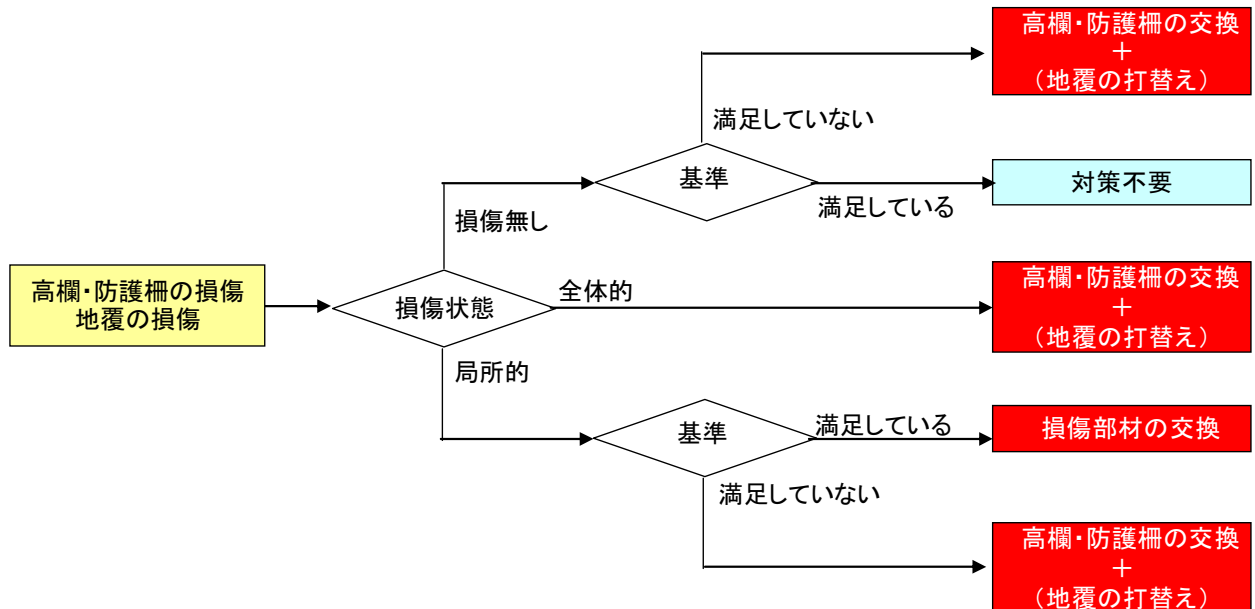 高欄・防護柵の交換
＋
（地覆の打替え）
満足していない
基準
対策不要
満足している
損傷無し
高欄・防護柵の損傷
地覆の損傷
損傷状態
全体的
高欄・防護柵の交換
＋
（地覆の打替え）
局所的
基準
満足している
損傷部材の交換
満足していない
高欄・防護柵の交換
＋
（地覆の打替え）